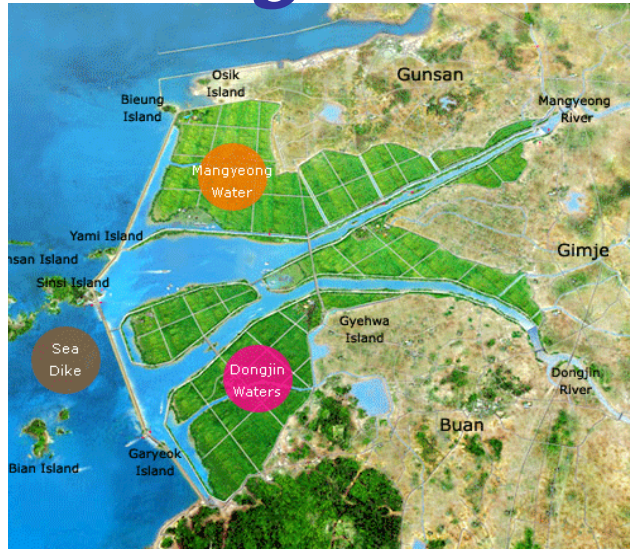 Osik
Island
Gunsan
Bieung
Island
Mangyeong
River
Mangyeong
Water
Yami Island
nsan Island
Gimje
Sinsi Island
Gyehwa
Island
Sea
Dike
Dongjin
Waters
Dongjin
River
Buan
Garyeok
Island
Bian Island